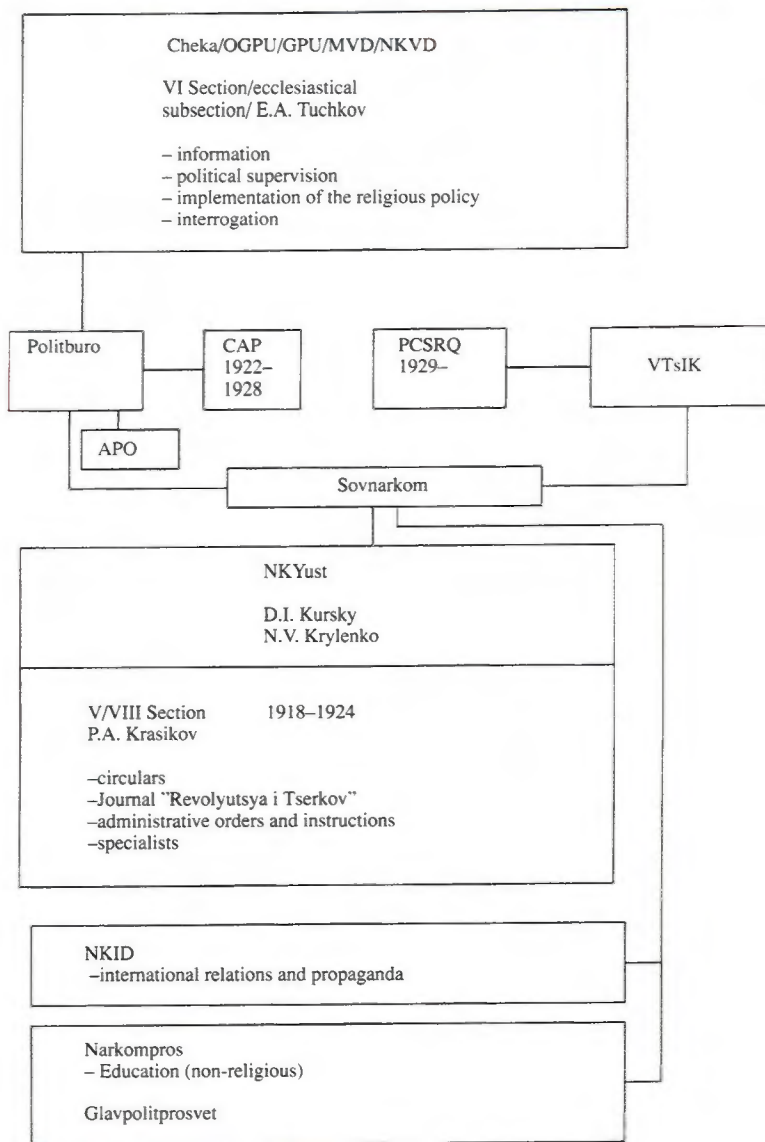 Cheka/OGPU/GPU/MVD/NKVD
VI Section/ecclesiastical
subsection/ E.A. Tuchkov
– information
– political supervision
– implementation of the religious policy
– interrogation
Politburo
CAP
1922–
1928
PCSRQ
1929-
VTsIK
APO
Sovnarkom
NKYust
D.I. Kursky
N.V. Krylenko
V/VIII Section 1918–1924
P.A. Krasikov
–circulars
–Journal "Revolyutsya i Tserkov"
–administrative orders and instructions
–specialists
NKID
–international relations and propaganda
Narkompros
– Education (non-religious)
Glavpolitprosvet